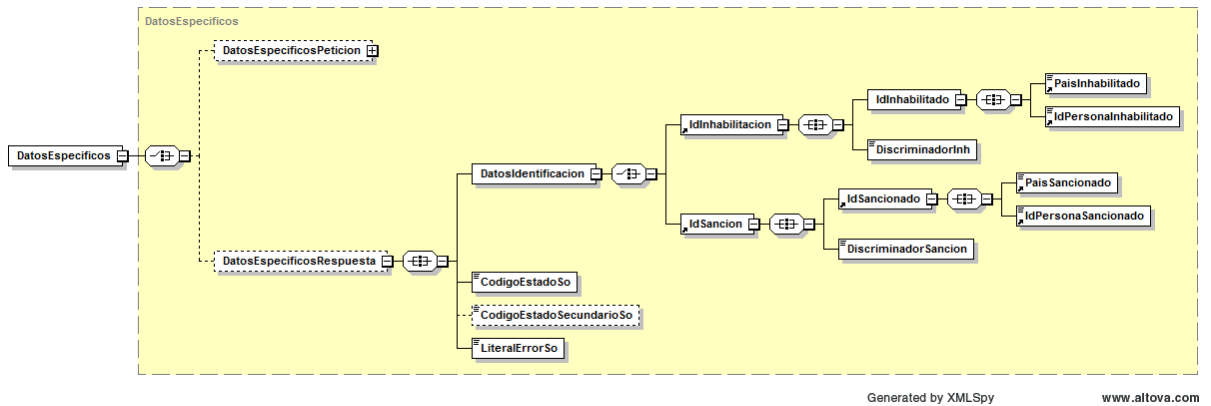 DatosEspecificos
DatosEspecificosPeticion
PaisInhabilitado
IdInhabilitado
IdPersonaInhabilitado
IdInhabilitacion
DiscriminadorInh
DatosEspecificos
DatosIdentificacion
PaisSancionado
IdSancionado
IdPersonaSancionado
IdSancion
DiscriminadorSancion
DatosEspecificosRespuesta
CodigoEstadoSo
CodigoEstadoSecundarioSo
LiteralErrorSo
Generated by XMLSpy
www.altova.com